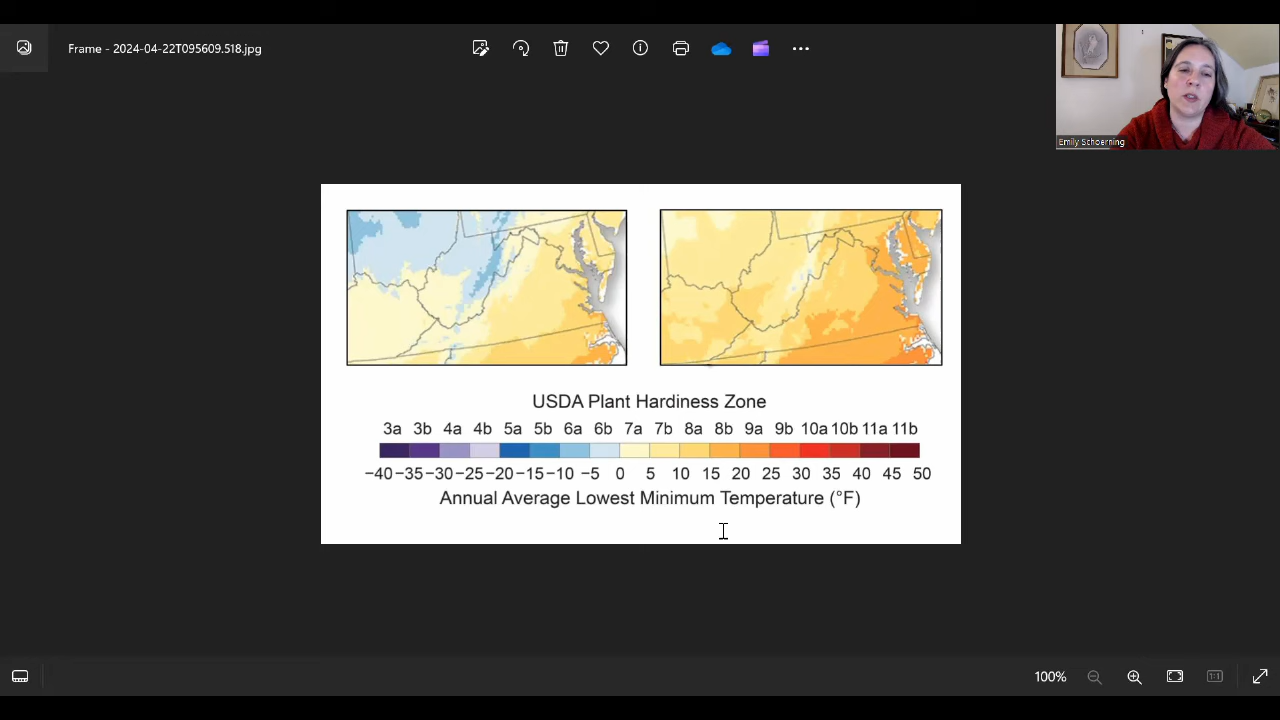 Frame - 2024-04-22T095609.518.jpg
Emily Schoerning
USDA Plant Hardiness Zone
3a 3b 4a 4b 5a 5b 6a 6b 7a 7b 8a 8b 9a 9b 10a 10b 11a 11b
−40 −35 −30 −25 −20 −15 −10 −5 0 5 10 15 20 25 30 35 40 45 50
Annual Average Lowest Minimum Temperature (°F)
100%
1:1